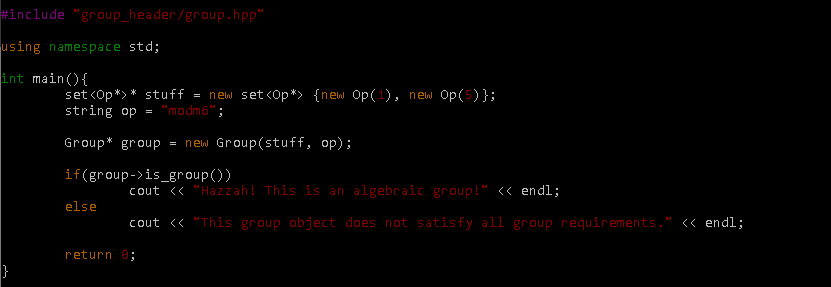 #include "group_header/group.hpp"
using namespace std;
int main(){
set<Op*>* stuff = new set<Op*> {new Op(1), new Op(5)};
string op = "modm6";
Group* group = new Group(stuff, op);
if(group->is_group())
cout << "Hazzah! This is an algebraic group!" << endl;
else
cout << "This group object does not satisfy all group requirements." << endl;
return 0;
}